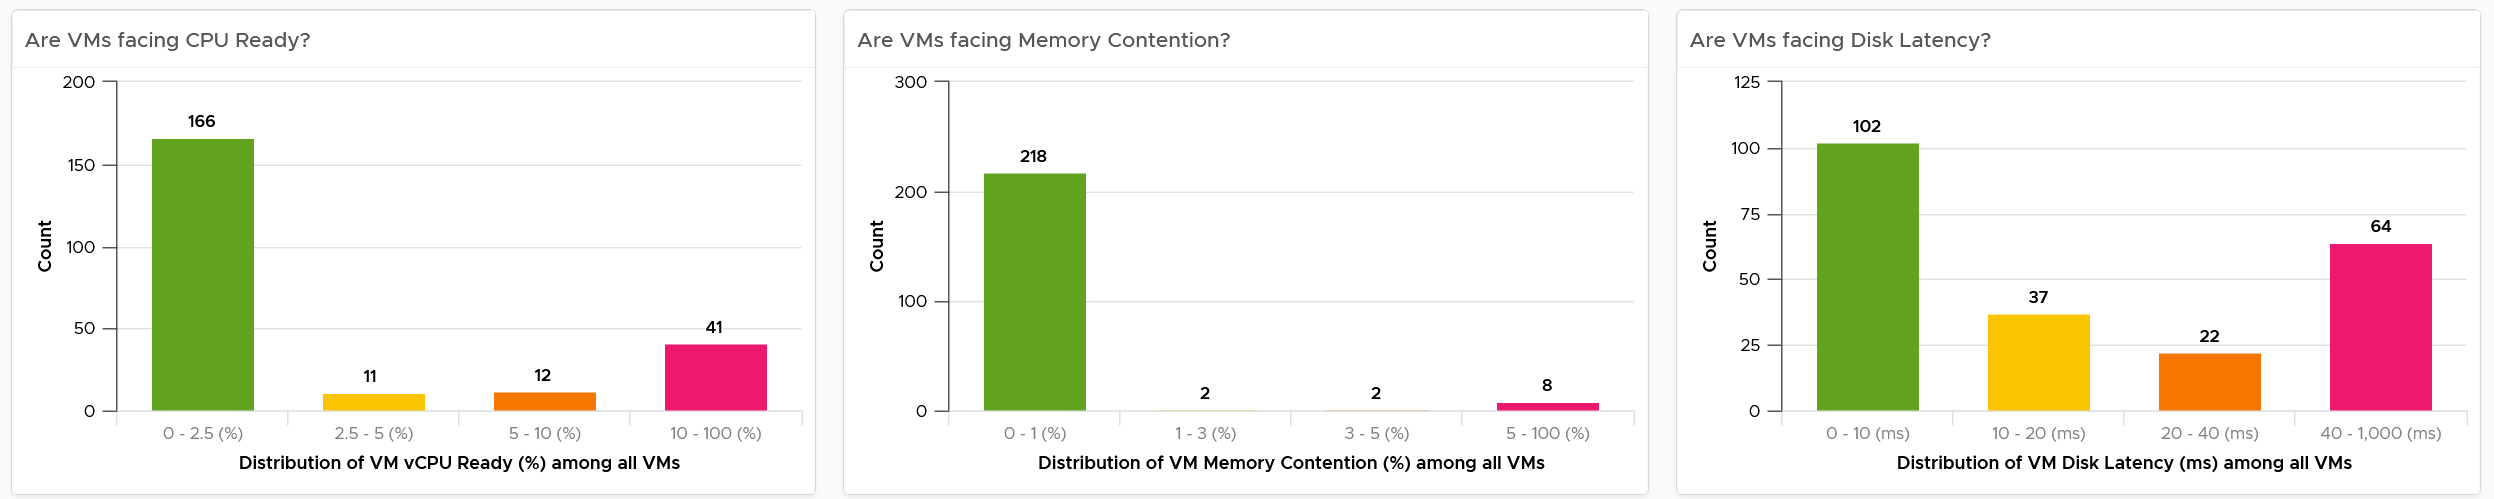 Are VMs facing CPU Ready?
200
150
100
50
0
Count
166
11
12
41
0 - 2.5 (%)
2.5 - 5 (%)
5 - 10 (%)
10 - 100 (%)
Distribution of VM vCPU Ready (%) among all VMs
Are VMs facing Memory Contention?
300
200
100
0
Count
218
2
2
8
0 - 1 (%)
1 - 3 (%)
3 - 5 (%)
5 - 100 (%)
Distribution of VM Memory Contention (%) among all VMs
Are VMs facing Disk Latency?
125
100
75
50
25
0
Count
102
37
22
64
0 - 10 (ms)
10 - 20 (ms)
20 - 40 (ms)
40 - 1,000 (ms)
Distribution of VM Disk Latency (ms) among all VMs